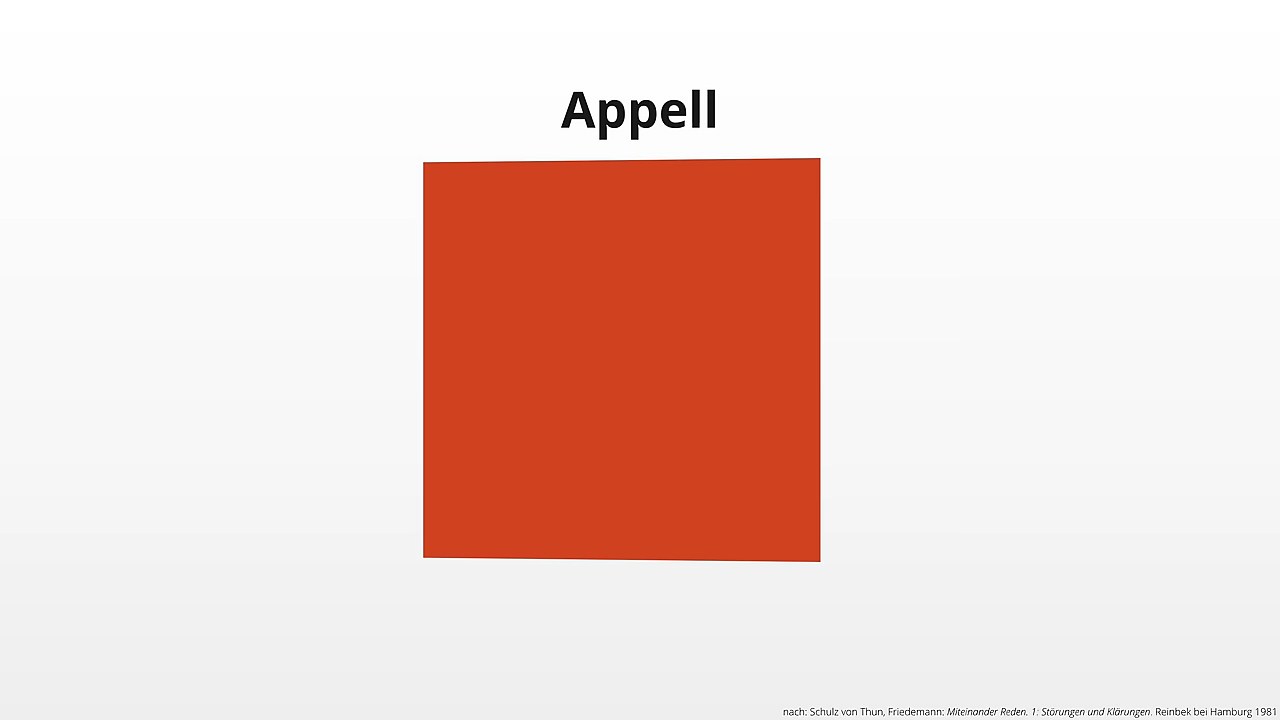 Appell
nach: Schulz von Thun, Friedemann: Miteinander Reden. 1: Störungen und Klärungen. Reinbek bei Hamburg 1981